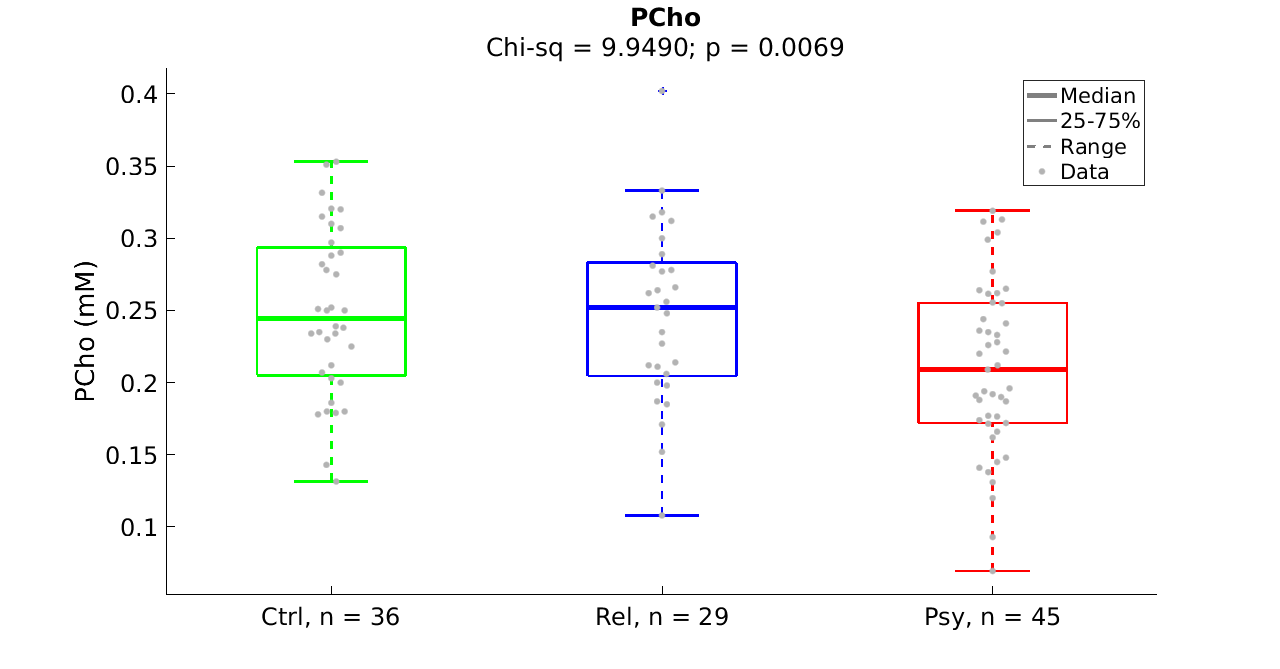 PCho
Chi-sq = 9.9490; p = 0.0069
0.4
0.35
0.3
0.25
0.2
0.15
0.1
PCho (mM)
Median
25-75%
Range
Data
Ctrl, n = 36
Rel, n = 29
Psy, n = 45